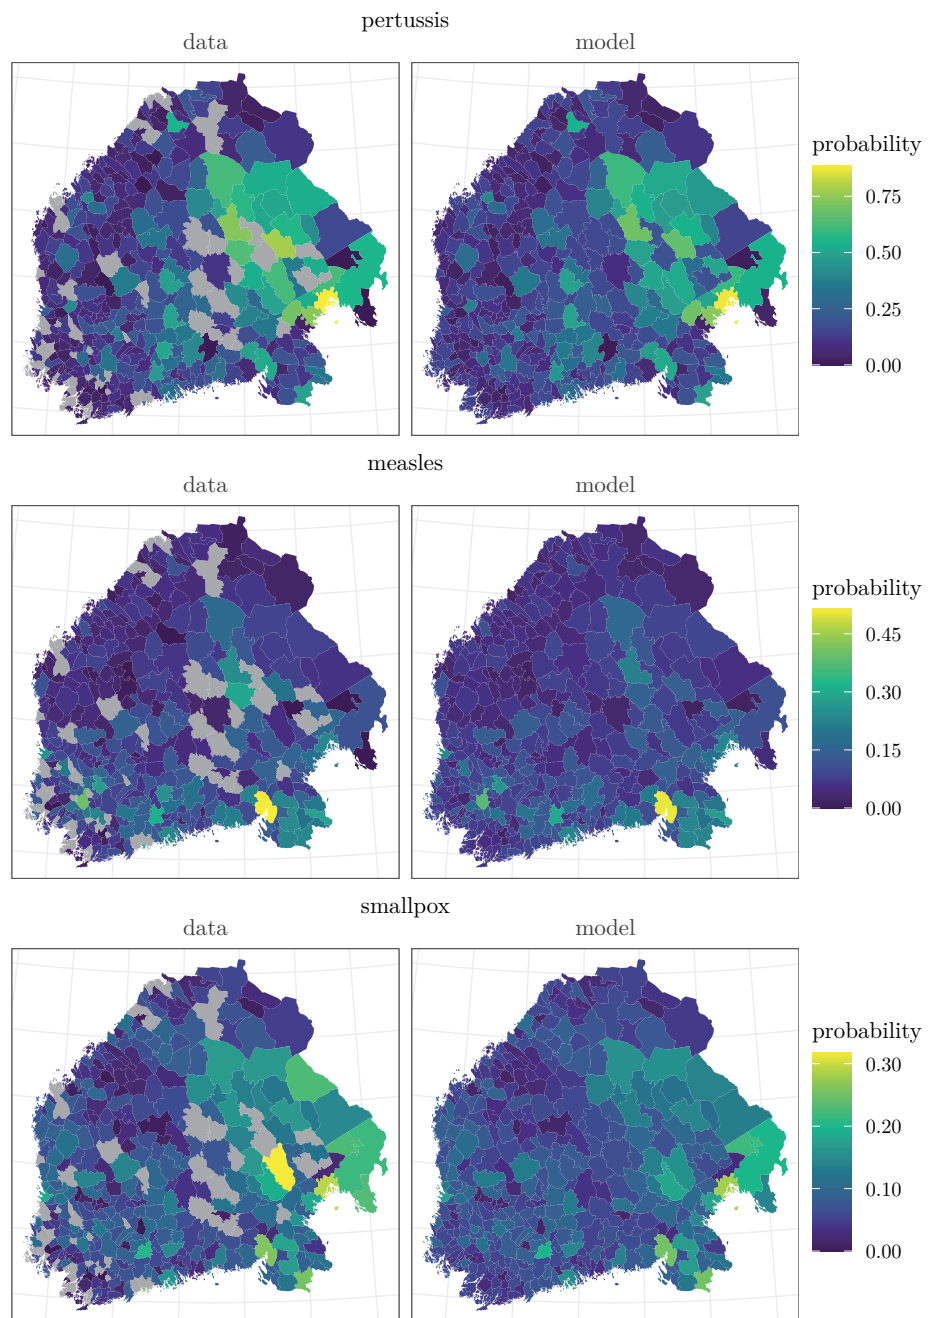 pertussis
data model
probability
0.75
0.50
0.25
0.00
measles
data model
probability
0.45
0.30
0.15
0.00
smallpox
data model
probability
0.30
0.20
0.10
0.00